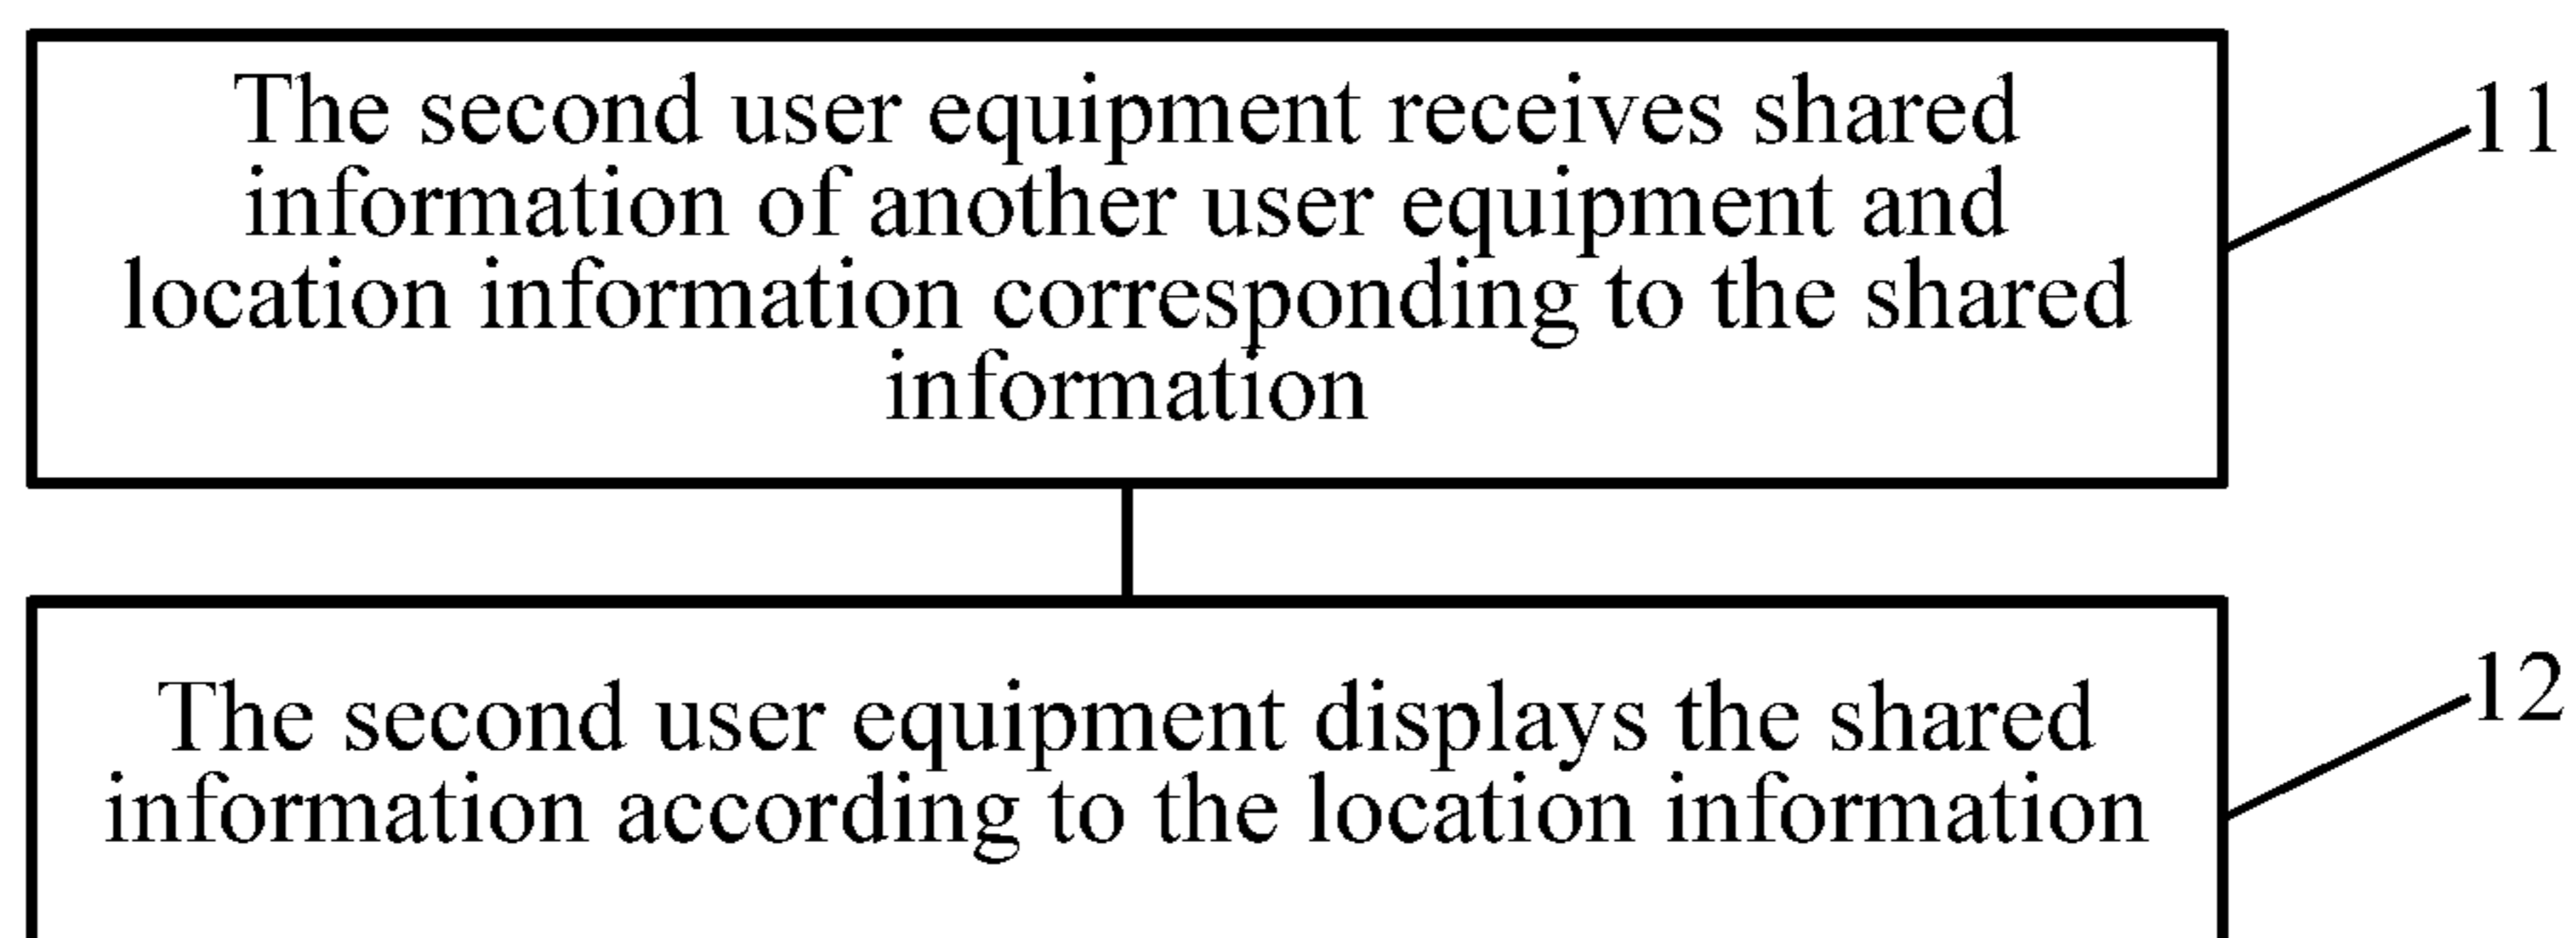 The second user equipment receives shared
information of another user equipment and
location information corresponding to the shared
information
11
The second user equipment displays the shared
information according to the location information
12